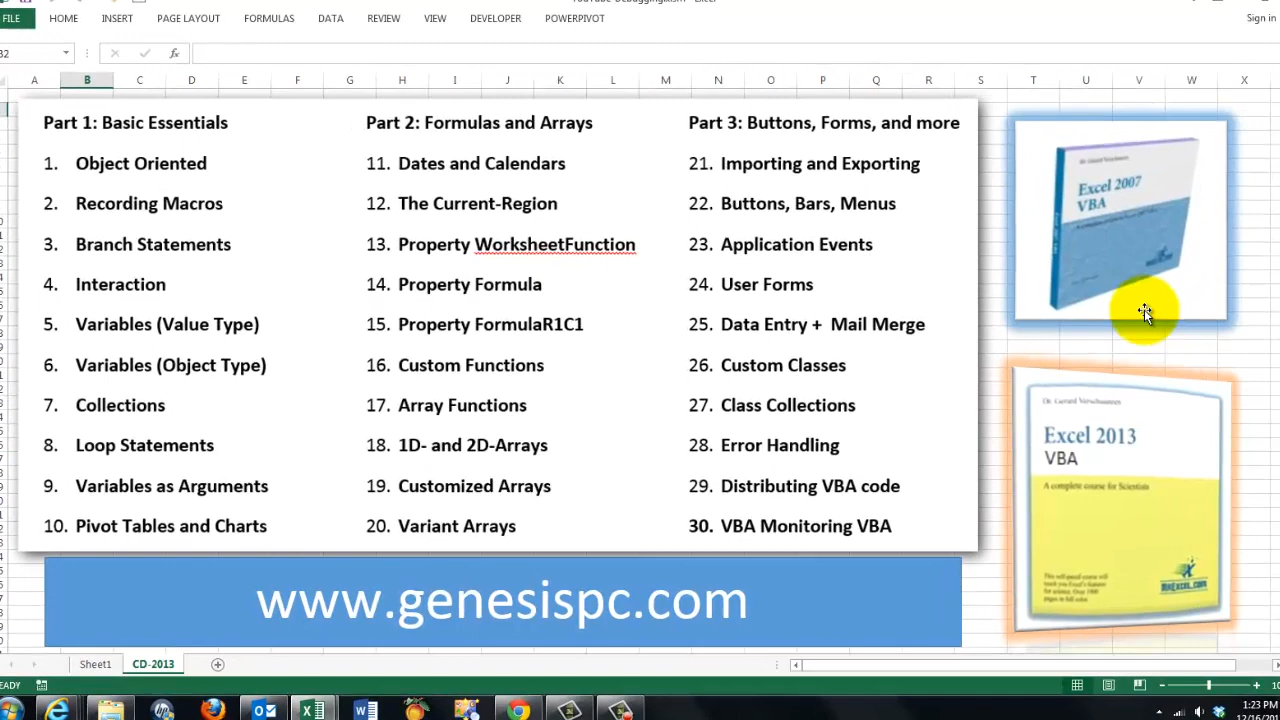 FILE HOME INSERT PAGE LAYOUT FORMULAS DATA REVIEW VIEW DEVELOPER POWERPIVOT Sign in
fx
A B C D E F G H I J K L M N O P Q R S T U V W X
Part 1: Basic Essentials
1. Object Oriented
2. Recording Macros
3. Branch Statements
4. Interaction
5. Variables (Value Type)
6. Variables (Object Type)
7. Collections
8. Loop Statements
9. Variables as Arguments
10. Pivot Tables and Charts
Part 2: Formulas and Arrays
11. Dates and Calendars
12. The Current-Region
13. Property WorksheetFunction
14. Property Formula
15. Property FormulaR1C1
16. Custom Functions
17. Array Functions
18. 1D- and 2D-Arrays
19. Customized Arrays
20. Variant Arrays
Part 3: Buttons, Forms, and more
21. Importing and Exporting
22. Buttons, Bars, Menus
23. Application Events
24. User Forms
25. Data Entry + Mail Merge
26. Custom Classes
27. Class Collections
28. Error Handling
29. Distributing VBA code
30. VBA Monitoring VBA
Excel 2007
VBA
Dr. Gerard Verschuuren
Excel 2013
VBA
A complete course for Scientists
MREXCEL.COM
www.genesispc.com
Sheet1 CD-2013
1:23 PM